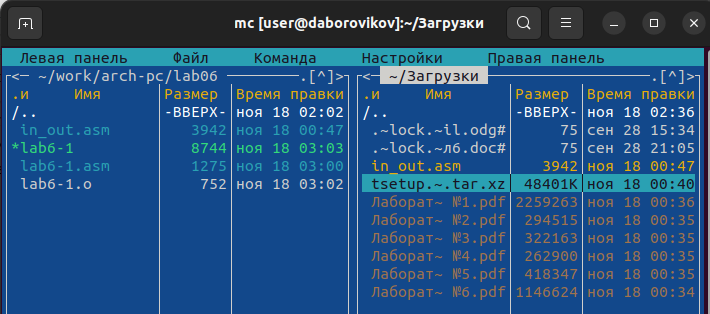 mc [user@daborovikov]:~/Загрузки
Левая панель Файл Команда Настройки Правая панель
<— ~/work/arch-pc/lab06 .[^]>
.и Имя Размер Время правки
/.. -ВВЕРХ- ноя 18 02:02
in_out.asm 3942 ноя 18 00:47
*lab6-1 8744 ноя 18 03:03
lab6-1.asm 1275 ноя 18 03:00
lab6-1.o 752 ноя 18 03:02
<— ~/Загрузки .[^]>
.и Имя Размер Время правки
/.. -ВВЕРХ- ноя 18 02:36
.~lock.~il.odg# 75 сен 28 15:34
.~lock.~л6.doc# 75 сен 28 21:05
in_out.asm 3942 ноя 18 00:47
tsetup.~.tar.xz 48401K ноя 18 00:40
Лаборат~ №1.pdf 2259263 ноя 18 00:36
Лаборат~ №2.pdf 294515 ноя 18 00:35
Лаборат~ №3.pdf 322163 ноя 18 00:35
Лаборат~ №4.pdf 262900 ноя 18 00:35
Лаборат~ №5.pdf 418347 ноя 18 00:35
Лаборат~ №6.pdf 1146624 ноя 18 00:34